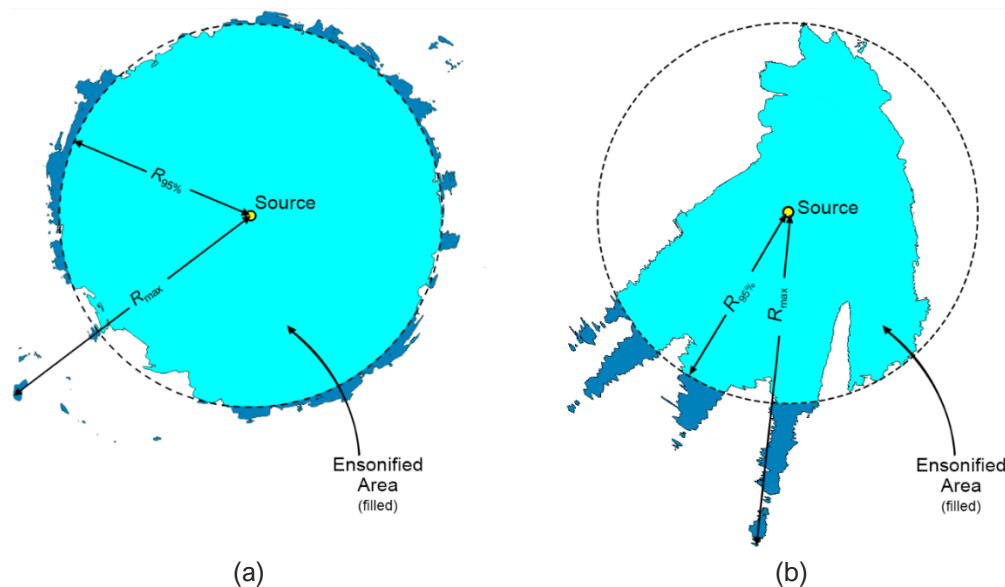 R95%
Source
Rmax
Ensonified
Area
(filled)
(a)
Source
R95%
Rmax
Ensonified
Area
(filled)
(b)